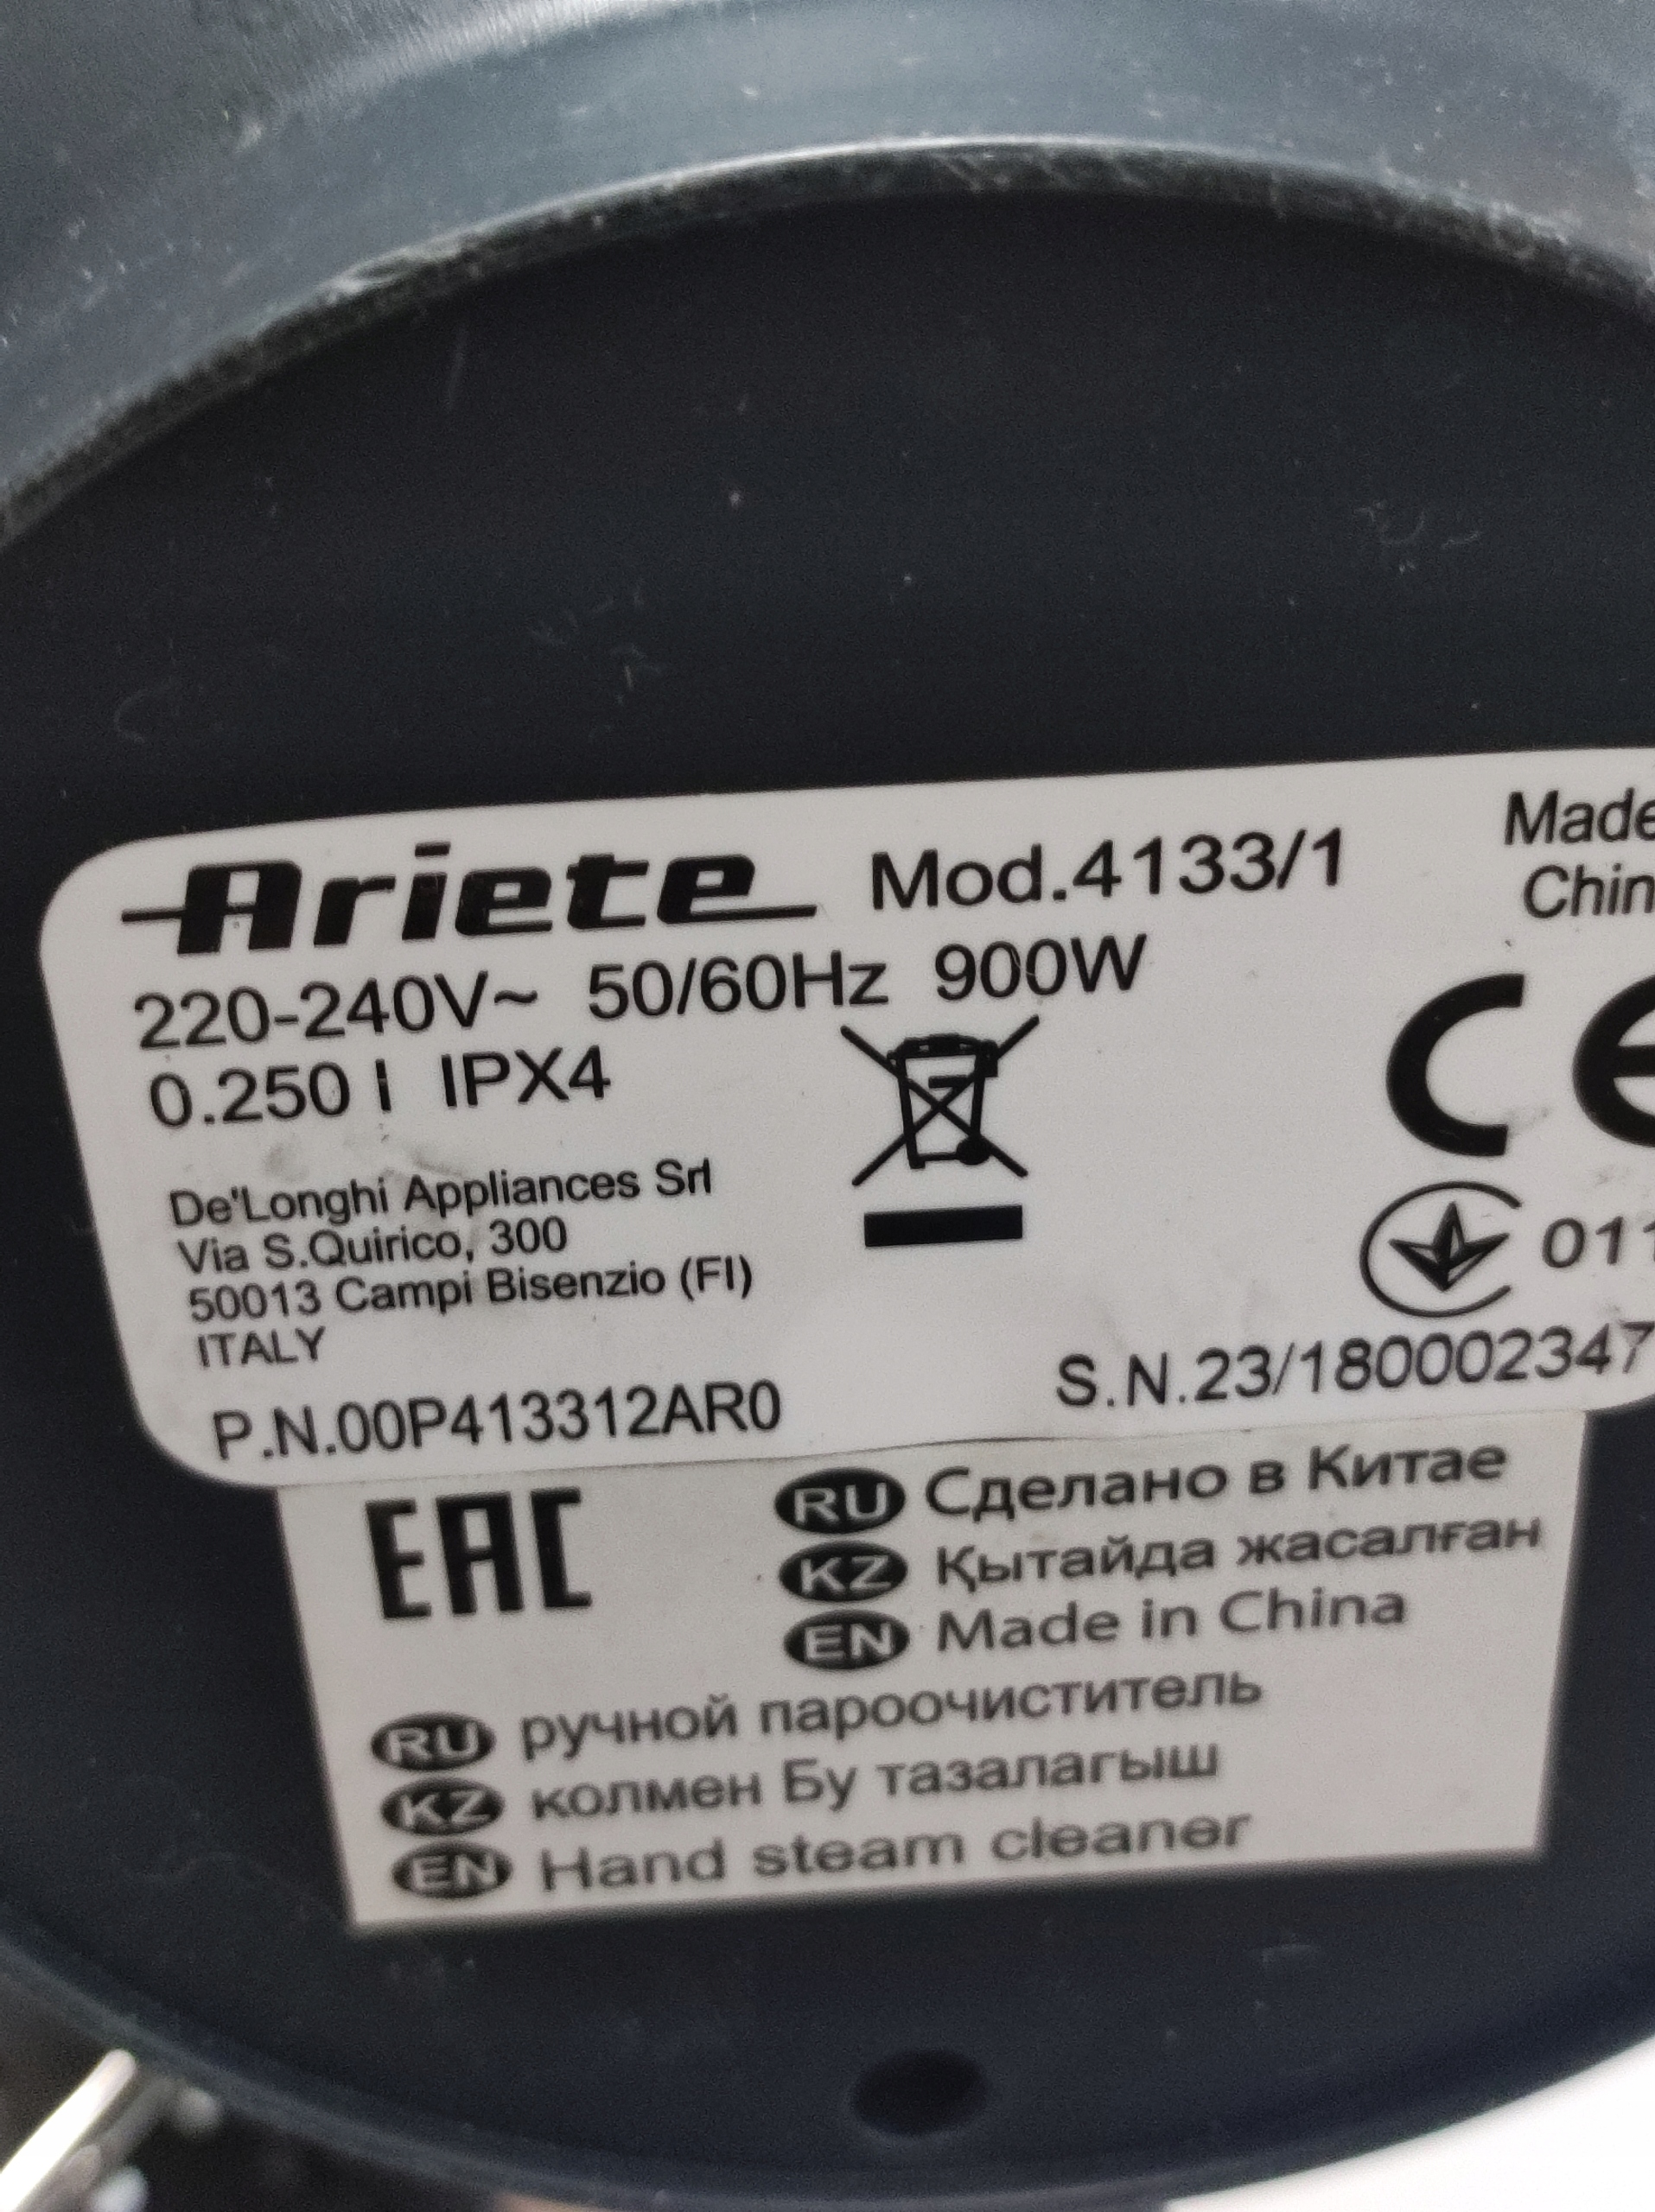 Ariete Mod.4133/1
Made
Chin
220-240V~ 50/60Hz 900W
0.250 l IPX4
CE
De'Longhi Appliances Srl
Via S.Quirico, 300
50013 Campi Bisenzio (FI)
ITALY
011
P.N.00P413312AR0
S.N.23/1800002347
EAC
RU Сделано в Китае
KZ Қытайда жасалған
EN Made in China
RU ручной пароочиститель
KZ колмен Бу тазалагыш
EN Hand steam cleaner